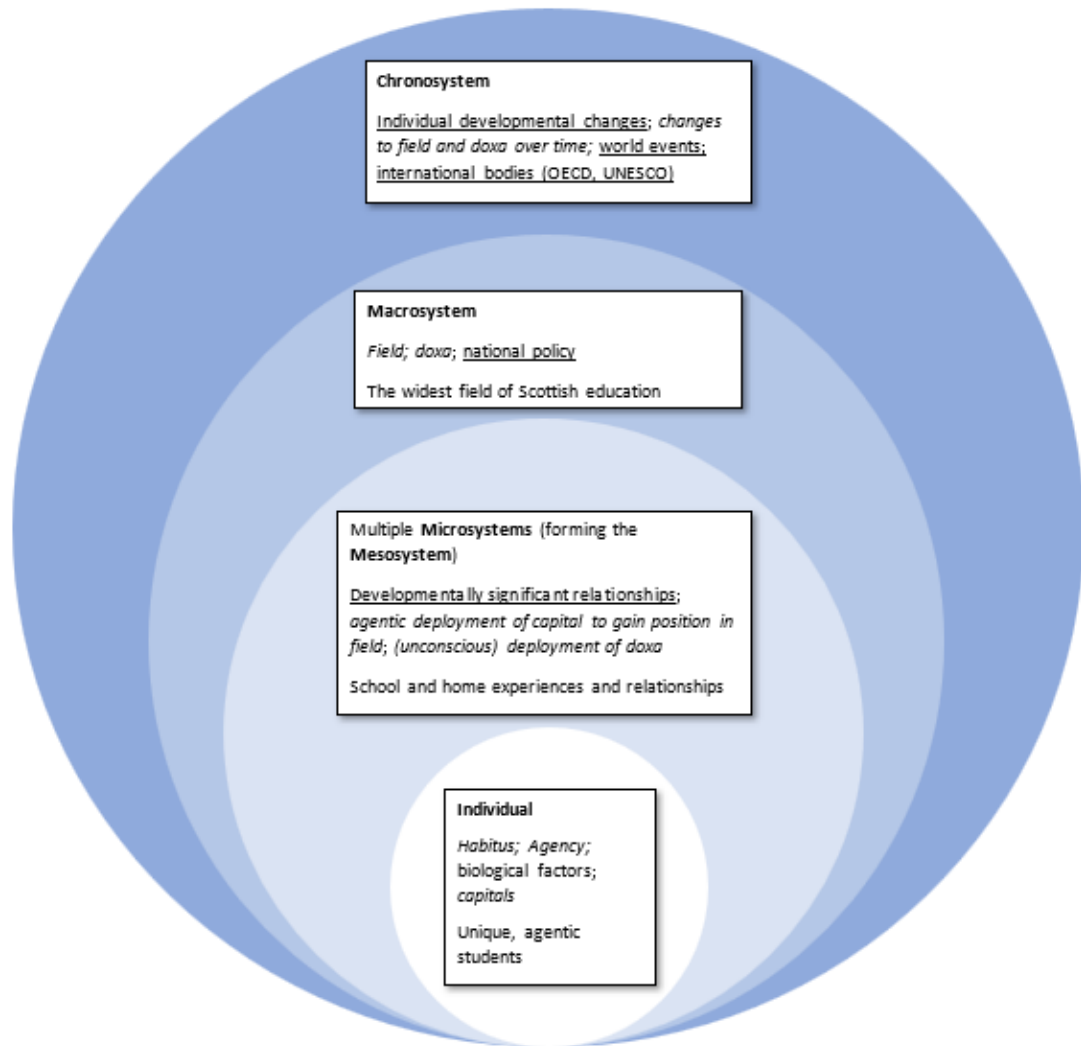 Chronosystem
Individual developmental changes; changes
to field and doxa over time; world events;
international bodies (OECD, UNESCO)
Macrosystem
Field; doxa; national policy
The widest field of Scottish education
Multiple Microsystems (forming the
Mesosystem)
Developmentally significant relationships;
agentic deployment of capital to gain position in
field; (unconscious) deployment of doxa
School and home experiences and relationships
Individual
Habitus; Agency;
biological factors;
capitals
Unique, agentic
students